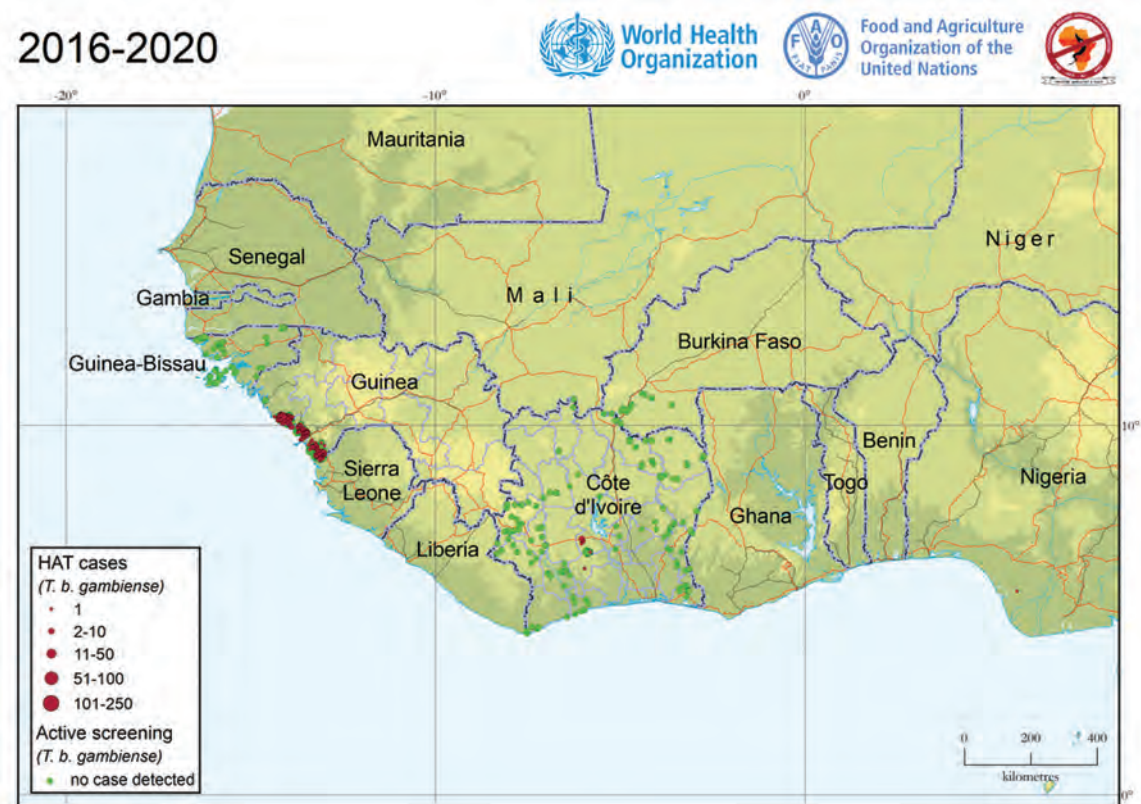 2016-2020
World Health
Organization
Food and Agriculture
Organization of the
United Nations
F A O
FIAT PANIS
-20°
-10°
0°
Mauritania
Senegal
Niger
Gambia
Mali
Burkina Faso
Guinea-Bissau
Guinea
10°
Benin
Sierra
Leone
Côte
d'Ivoire
Togo
Nigeria
Ghana
Liberia
HAT cases
(T. b. gambiense)
1
2-10
11-50
51-100
101-250
Active screening
(T. b. gambiense)
no case detected
0 200 400
kilometres
0°